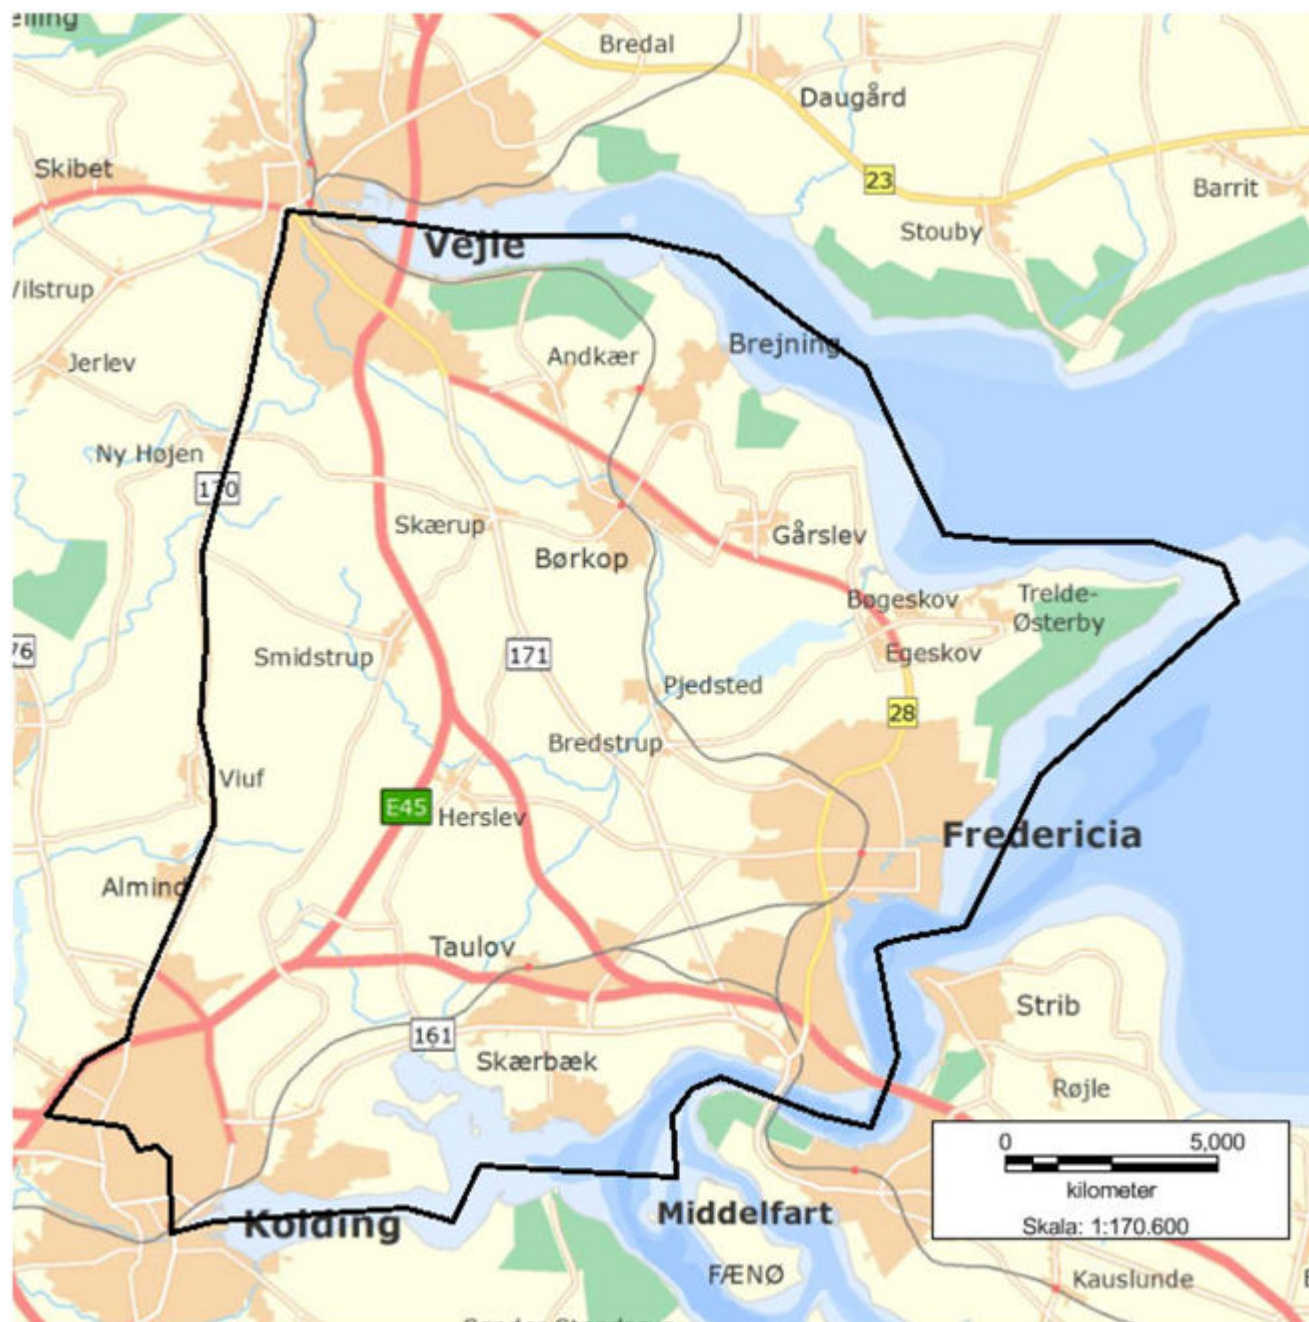 Bredal
Daugård
Skibet
23
Barrit
Stouby
Vejle
Brejning
Andkær
Jerlev
Ny Højen
170
Skærup
Gårslev
Børkop
Bøgeskov
Trelde-
Østerby
Smidstrup
171
Egeskov
Pjedsted
28
Bredstrup
Viuf
E45
Herslev
Fredericia
Almind
Taulov
Strib
161
Skærbæk
Røjle
0 5,000
kilometer
Skala: 1:170.600
Kolding
Middelfart
FÆNØ
Kauslunde